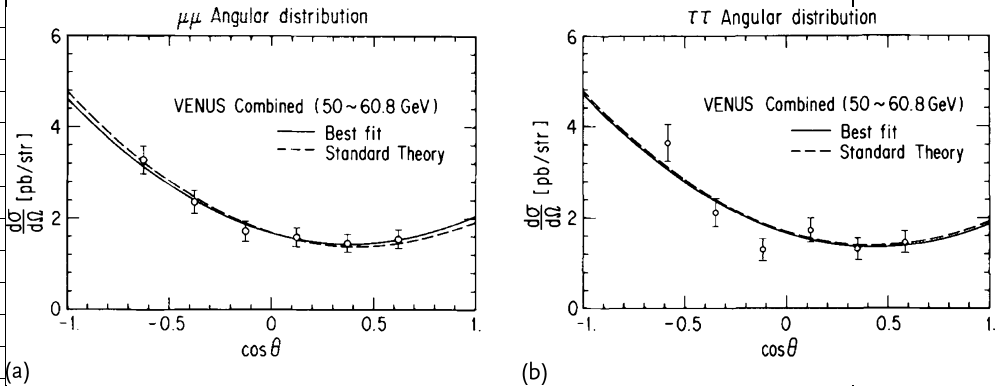 μμ Angular distribution
6
4
2
0
dσ/dΩ [pb/str]
VENUS Combined (50~60.8 GeV)
Best fit
Standard Theory
-1. -0.5 0 0.5 1.
cosθ
(a)
ττ Angular distribution
6
4
2
0
dσ/dΩ [pb/str]
VENUS Combined (50~60.8 GeV)
Best fit
Standard Theory
-1. -0.5 0 0.5 1.
cosθ
(b)